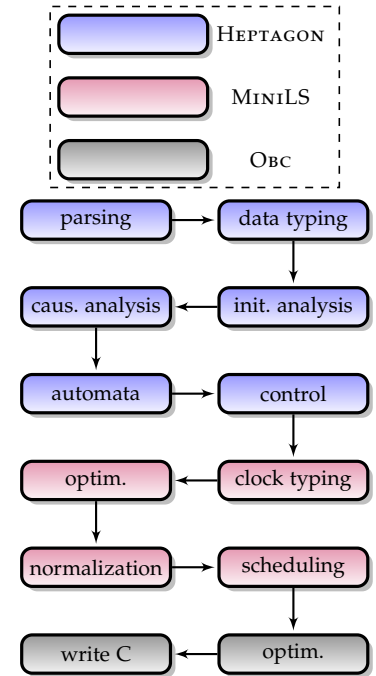 HEPTAGON
MINILS
OBC
parsing
data typing
caus. analysis
init. analysis
automata
control
optim.
clock typing
normalization
scheduling
write C
optim.